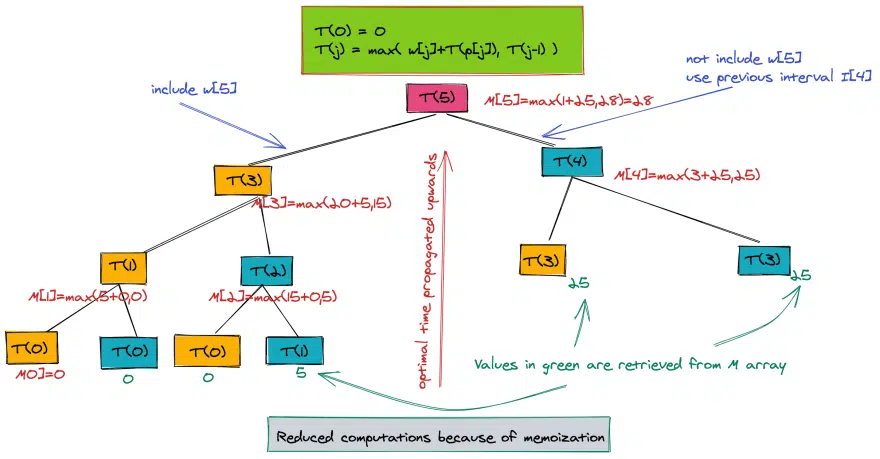 T(0) = 0
T(j) = max( w[j]+T(p[j]), T(j-1) )
not include w[5]
use previous interval I[4]
include w[5]
T(5)
M[5]=max(1+25,28)=28
T(3)
M[3]=max(20+5,15)
T(4)
M[4]=max(3+25,25)
optimal time propagated upwards
T(1)
M[1]=max(5+0,0)
T(2)
M[2]=max(15+0,5)
T(3)
25
T(3)
25
T(0)
M0]=0
T(0)
0
T(0)
0
T(1)
5
Values in green are retrieved from M array
Reduced computations because of memoization